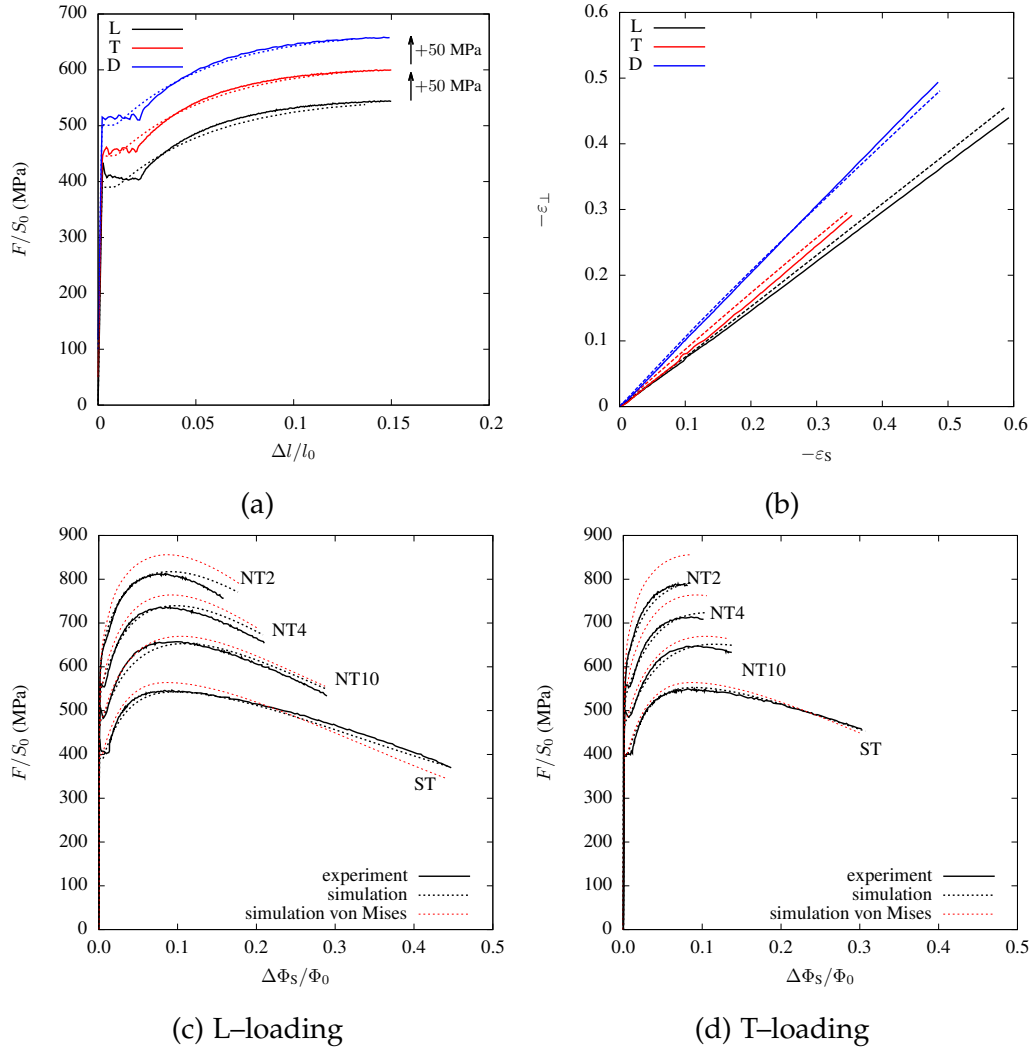 700
600
500
400
300
200
100
0
F/S₀ (MPa)
L
T
D
+50 MPa
+50 MPa
0
0.05
0.1
0.15
0.2
Δl/l₀
(a)
0.6
0.5
0.4
0.3
0.2
0.1
0
−ε⊥
L
T
D
0
0.1
0.2
0.3
0.4
0.5
0.6
−εS
(b)
900
800
700
600
500
400
300
200
100
0
F/S₀ (MPa)
NT2
NT4
NT10
ST
experiment
simulation
simulation von Mises
0.0
0.1
0.2
0.3
0.4
0.5
ΔΦS/Φ0
(c) L–loading
900
800
700
600
500
400
300
200
100
0
F/S₀ (MPa)
NT2
NT4
NT10
ST
experiment
simulation
simulation von Mises
0.0
0.1
0.2
0.3
0.4
0.5
ΔΦS/Φ0
(d) T–loading